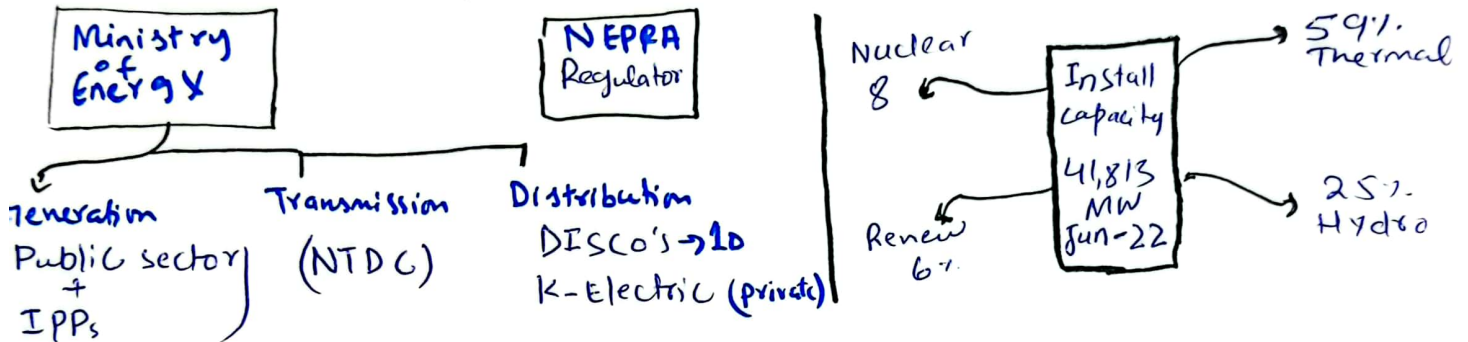 Ministry
of
Energy
NEPRA
Regulator
Generation
Public sector
+
IPPs
Transmission
(NTDC)
Distribution
DISCO's → 10
K-Electric (private)
Nuclear
8
Renew
6%
Install
capacity
41,813
MW
Jun-22
59%
Thermal
25%
Hydro